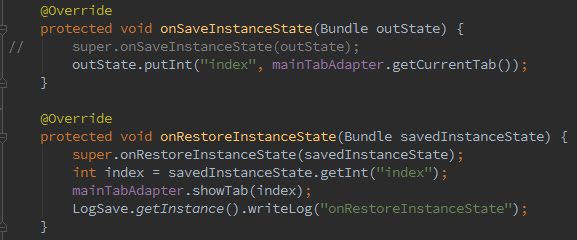 @Override
protected void onSaveInstanceState(Bundle outState) {
//      super.onSaveInstanceState(outState);
        outState.putInt("index", mainTabAdapter.getCurrentTab());
}
@Override
protected void onRestoreInstanceState(Bundle savedInstanceState) {
        super.onRestoreInstanceState(savedInstanceState);
        int index = savedInstanceState.getInt("index");
        mainTabAdapter.showTab(index);
        LogSave.getInstance().writeLog("onRestoreInstanceState");
}